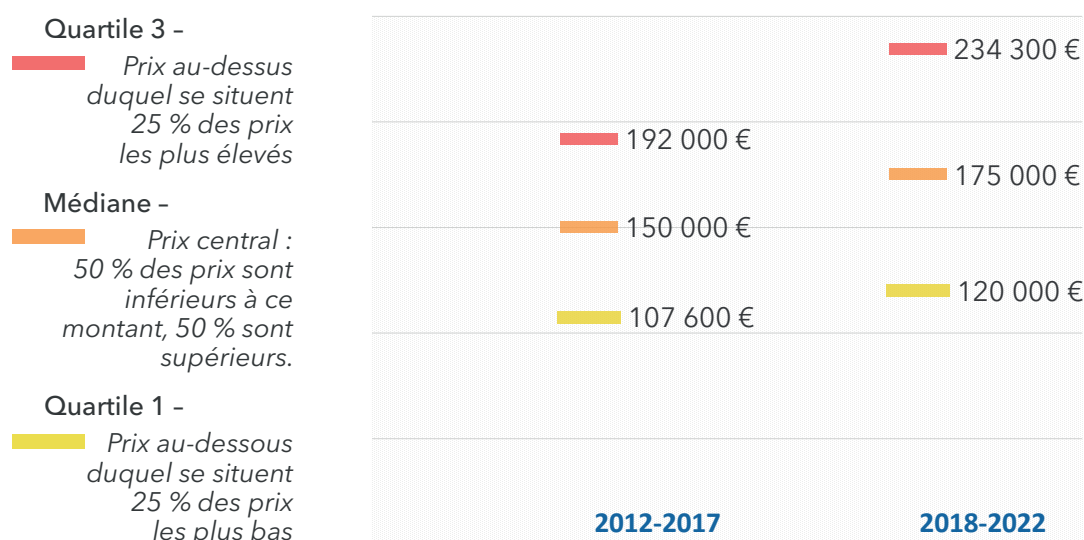 Quartile 3 –
Prix au-dessus
duquel se situent
25 % des prix
les plus élevés
Médiane –
Prix central :
50 % des prix sont
inférieurs à ce
montant, 50 % sont
supérieurs.
Quartile 1 –
Prix au-dessous
duquel se situent
25 % des prix
les plus bas
234 300 €
192 000 €
175 000 €
150 000 €
120 000 €
107 600 €
2012-2017
2018-2022